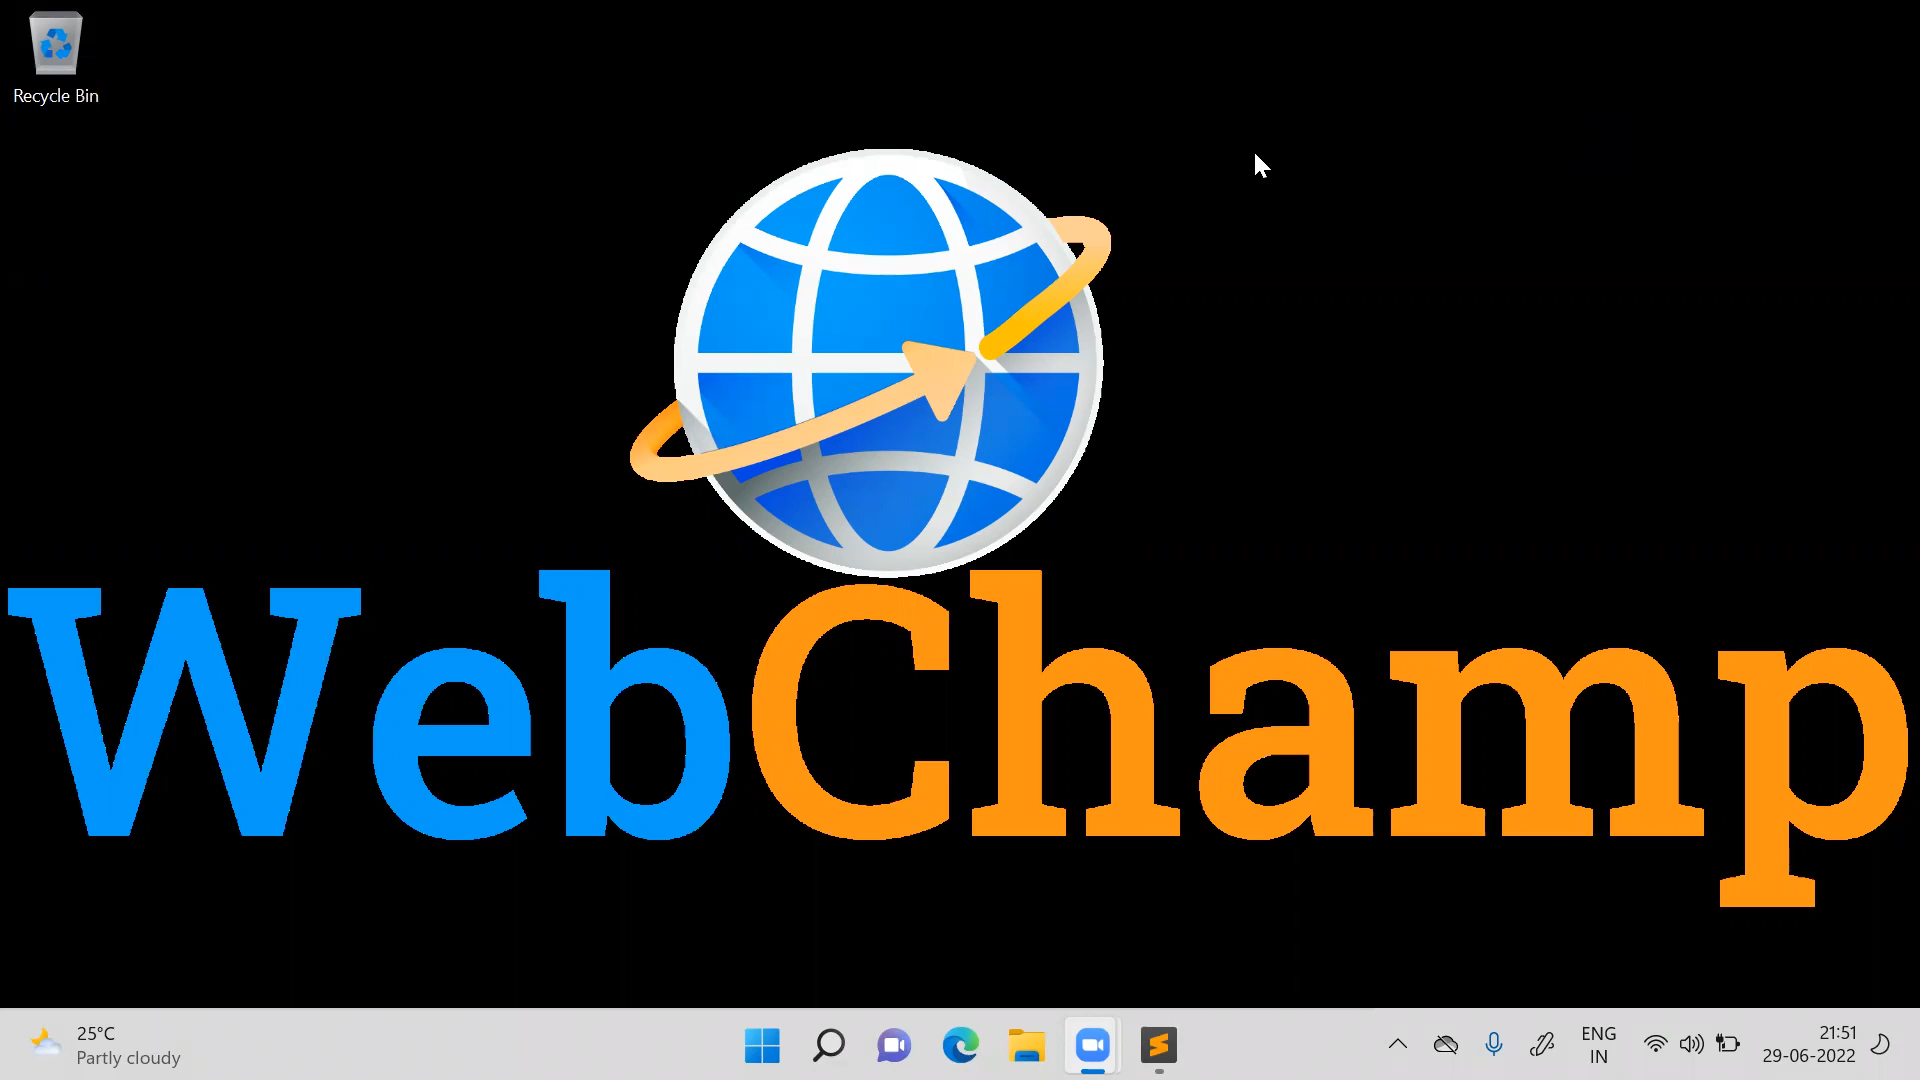 Recycle Bin
WebChamp
25°C
Partly cloudy
ENG
IN
21:51
29-06-2022